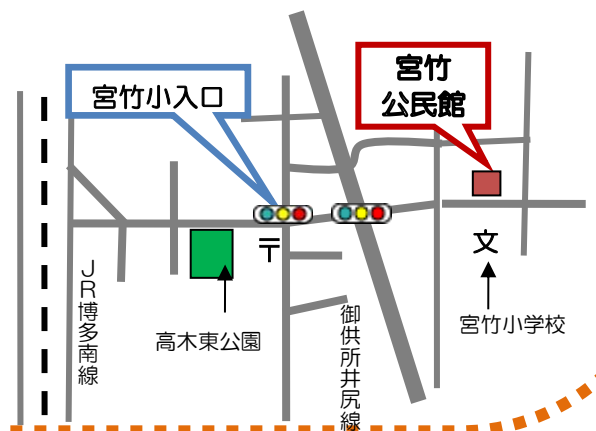 宮竹小入口
宮竹
公民館
〒
文
JR博多南線
高木東公園
御供所井尻線
宮竹小学校